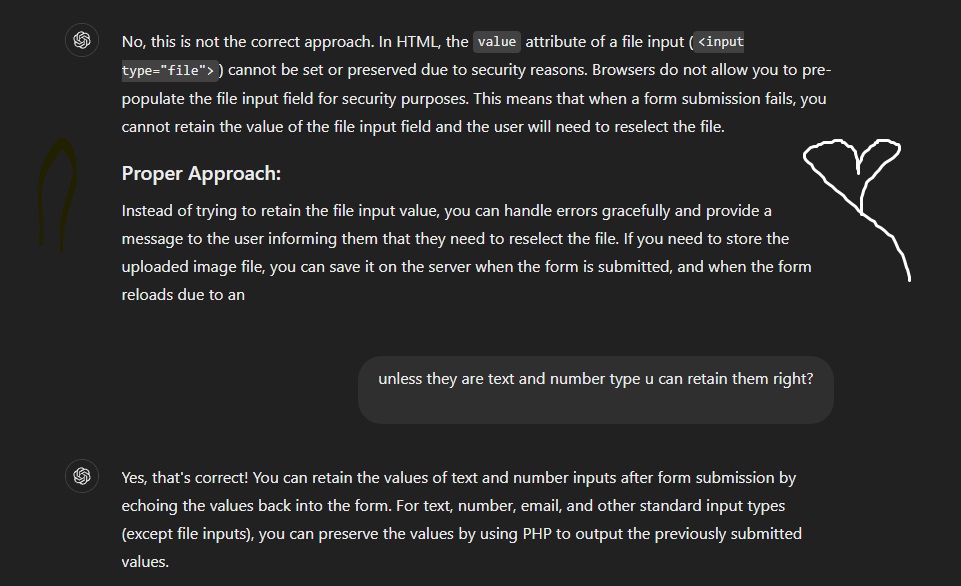 No, this is not the correct approach. In HTML, the value attribute of a file input ( <input
type="file"> ) cannot be set or preserved due to security reasons. Browsers do not allow you to pre-
populate the file input field for security purposes. This means that when a form submission fails, you
cannot retain the value of the file input field and the user will need to reselect the file.
Proper Approach:
Instead of trying to retain the file input value, you can handle errors gracefully and provide a
message to the user informing them that they need to reselect the file. If you need to store the
uploaded image file, you can save it on the server when the form is submitted, and when the form
reloads due to an
unless they are text and number type u can retain them right?
Yes, that's correct! You can retain the values of text and number inputs after form submission by
echoing the values back into the form. For text, number, email, and other standard input types
(except file inputs), you can preserve the values by using PHP to output the previously submitted
values.